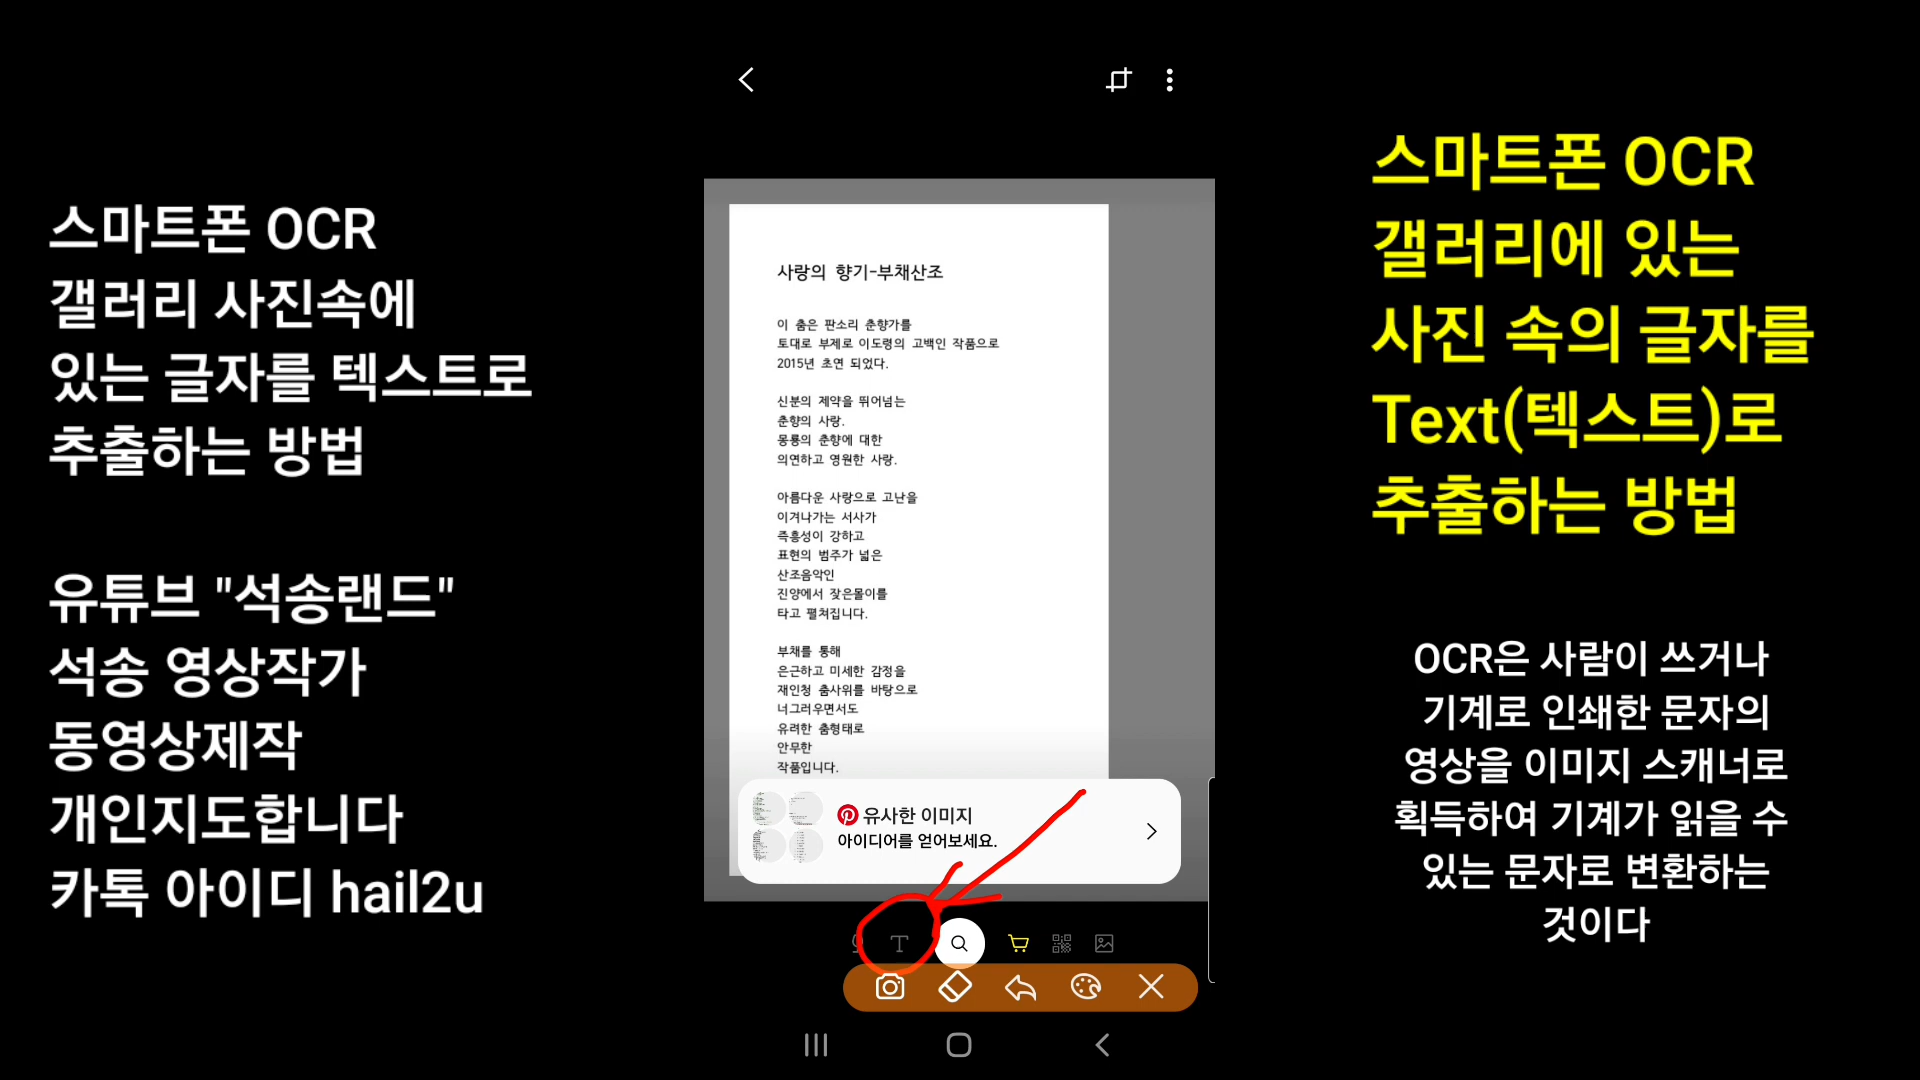 스마트폰 OCR
갤러리 사진속에
있는 글자를 텍스트로
추출하는 방법
유튜브 "석송랜드"
석송 영상작가
동영상제작
개인지도합니다
카톡 아이디 hail2u
사랑의 향기-부채산조
이 춤은 판소리 춘향가를
토대로 부제로 이도령의 고백인 작품으로
2015년 초연 되었다.
신분의 제약을 뛰어넘는
춘향의 사랑.
몽룡의 춘향에 대한
의연하고 영원한 사랑.
아름다운 사랑으로 고난을
이겨나가는 서사가
즉흥성이 강하고
표현의 범주가 넓은
산조음악인
진양에서 잦은몰이를
타고 펼쳐집니다.
부채를 통해
은근하고 미세한 감정을
재인청 춤사위를 바탕으로
너그러우면서도
유려한 춤형태로
안무한
작품입니다.
유사한 이미지
아이디어를 얻어보세요.
스마트폰 OCR
갤러리에 있는
사진 속의 글자를
Text(텍스트)로
추출하는 방법
OCR은 사람이 쓰거나
기계로 인쇄한 문자의
영상을 이미지 스캐너로
획득하여 기계가 읽을 수
있는 문자로 변환하는
것이다